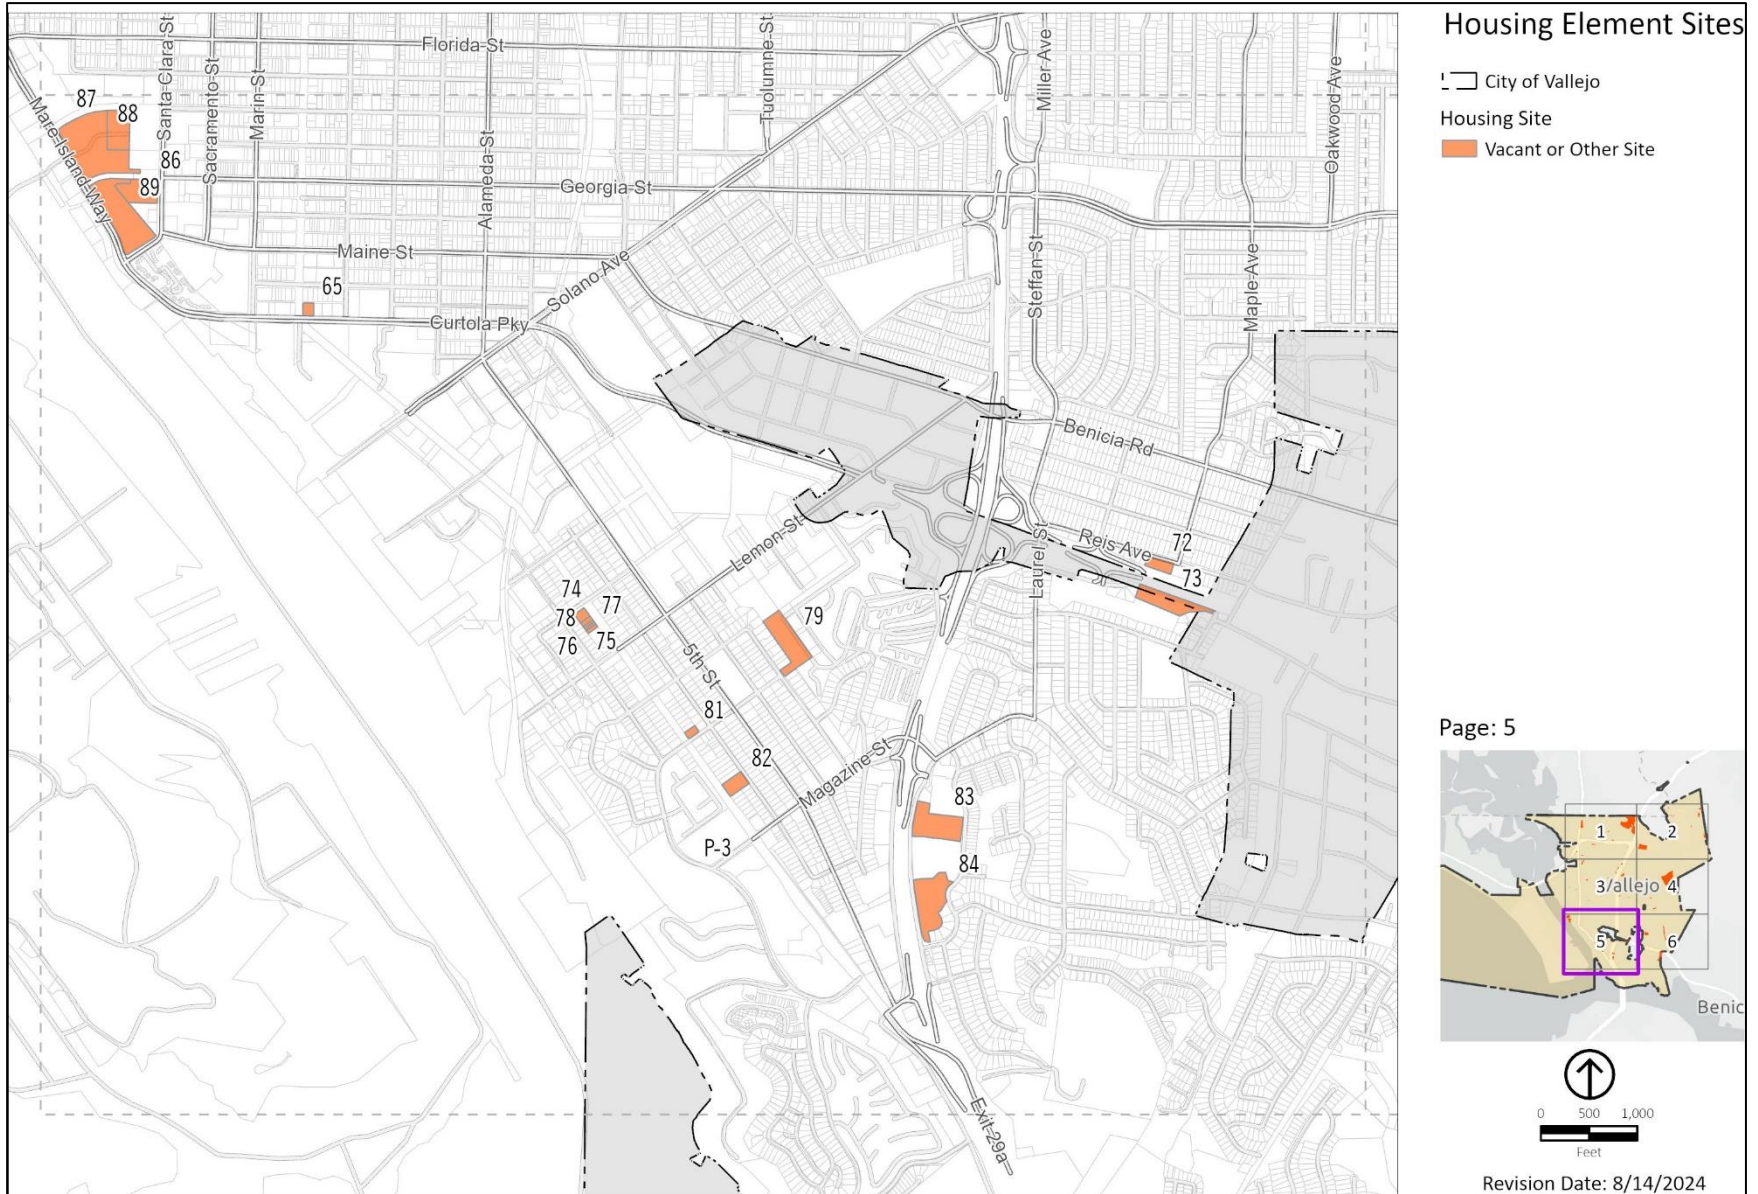 Housing Element Sites
City of Vallejo
Housing Site
Vacant or Other Site
Florida St
Santa Clara St
Sacramento St
Marin St
Alameda St
Tuolumne St
Miller Ave
Oakwood Ave
87
88
Mare Island Way
86
89
Georgia St
Maine St
65
Curtola Pky
Solano Ave
Steffan St
Maple Ave
Benicia Rd
Lemon St
Laurel St
Reis Ave
72
73
74
77
78
76
75
79
5th St
81
82
Magazine St
P-3
83
84
Exit 29a
Page: 5
1
2
3
Vallejo
4
5
6
Benic
0 500 1,000
Feet
Revision Date: 8/14/2024